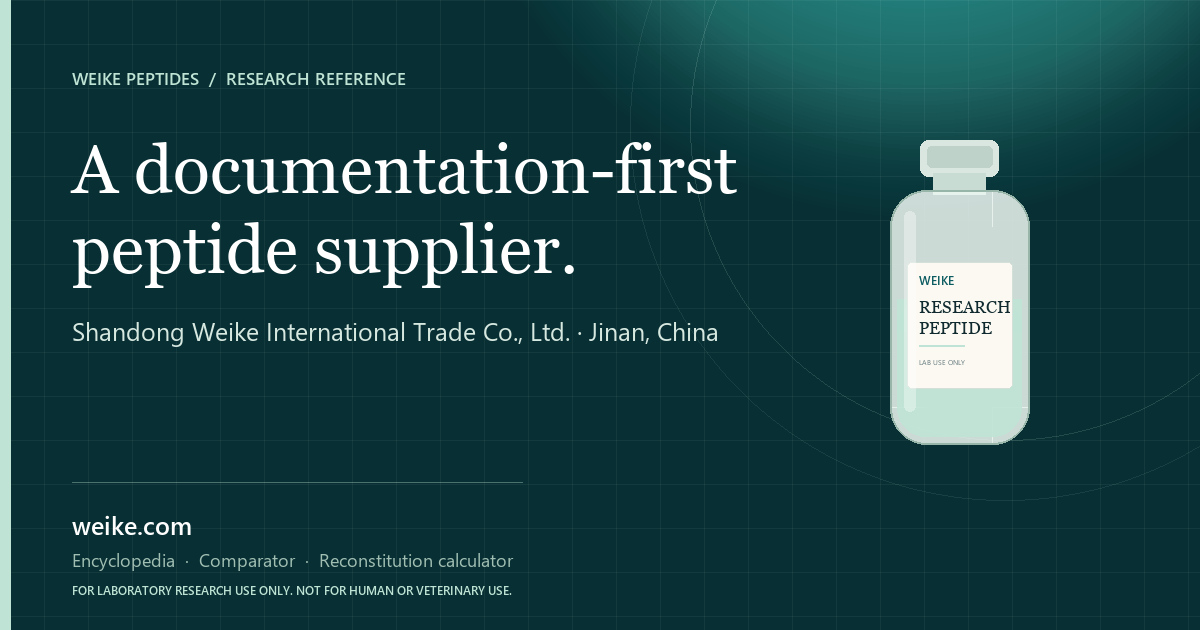 WEIKE PEPTIDES / RESEARCH REFERENCE
A documentation-first
peptide supplier.
Shandong Weike International Trade Co., Ltd. · Jinan, China
WEIKE
RESEARCH
PEPTIDE
LAB USE ONLY
weike.com
Encyclopedia · Comparator · Reconstitution calculator
FOR LABORATORY RESEARCH USE ONLY. NOT FOR HUMAN OR VETERINARY USE.